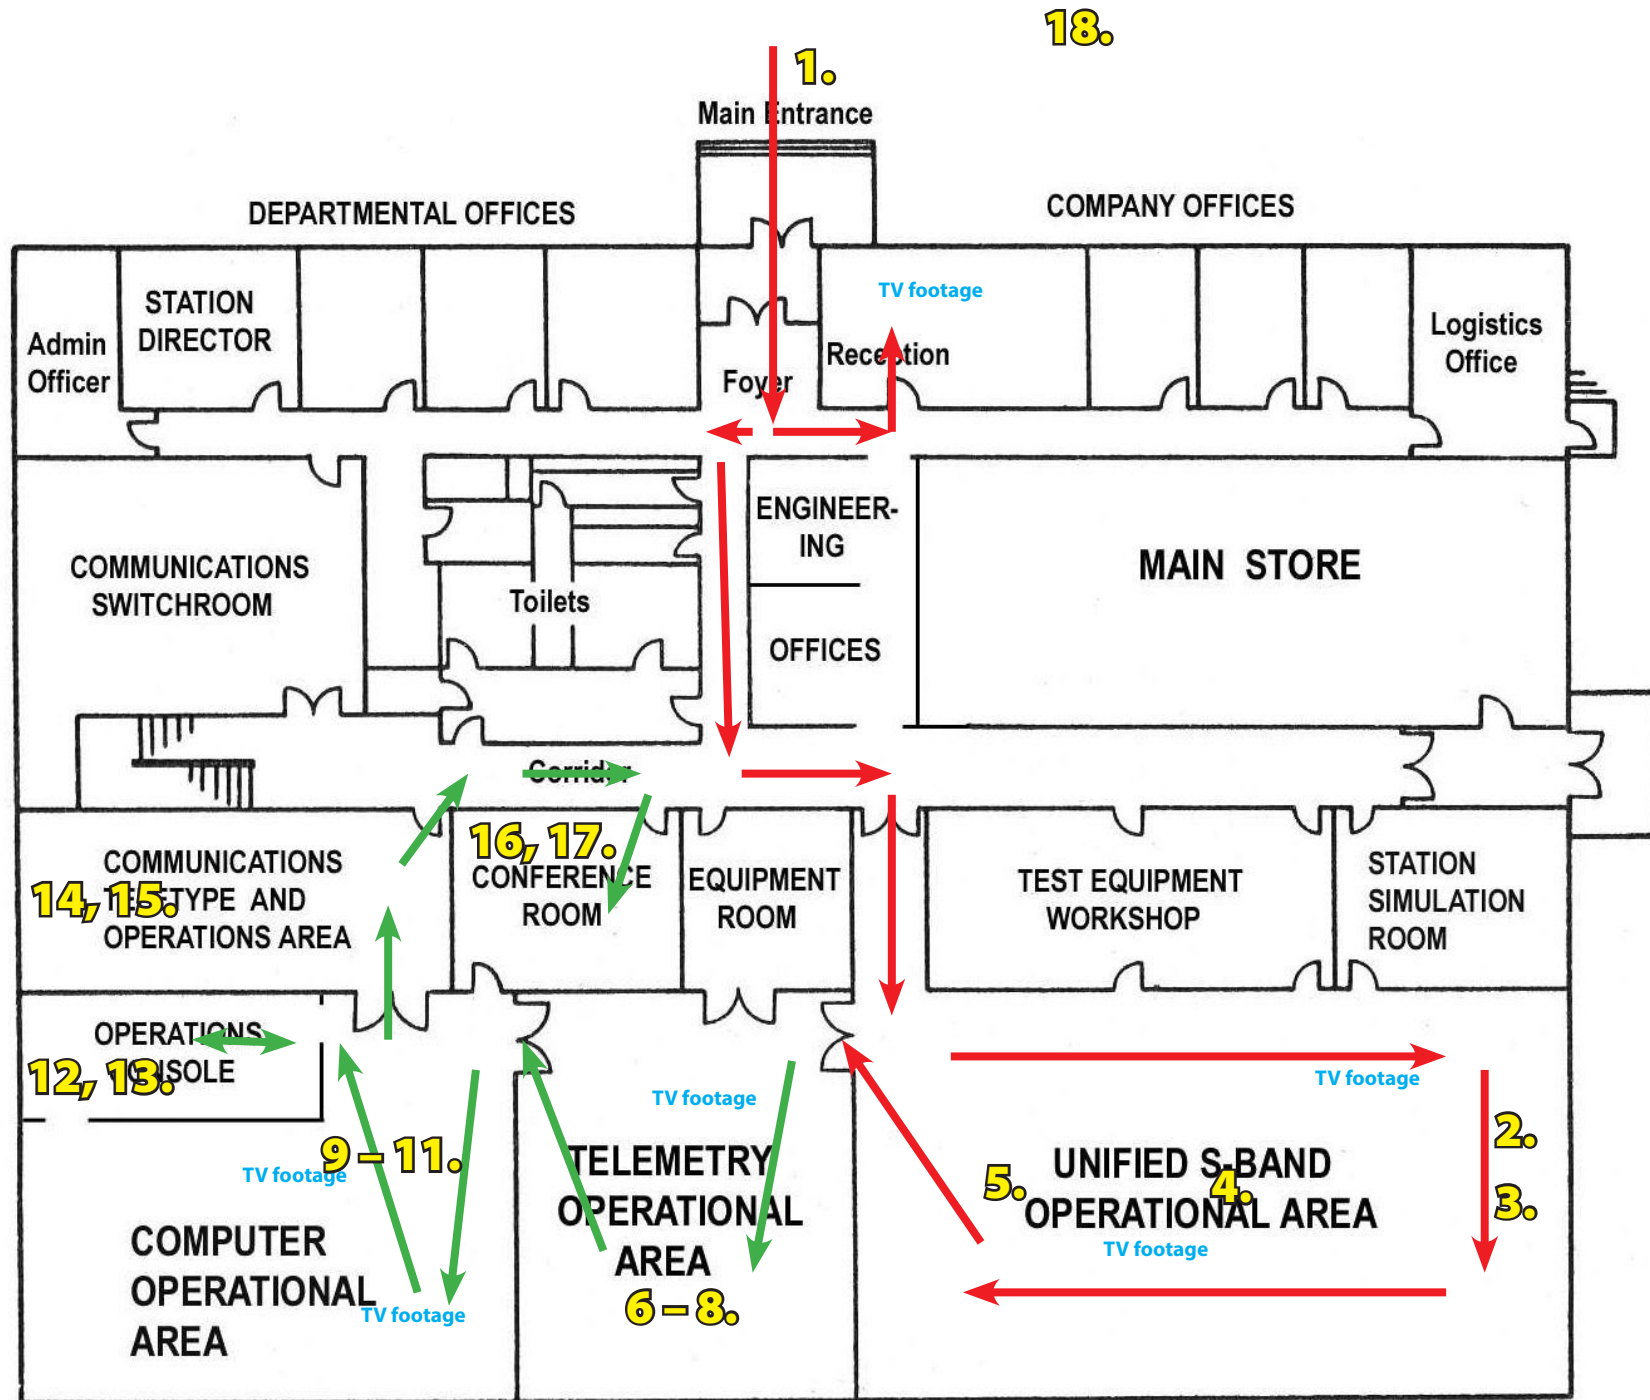 18.
1.
Main Entrance
DEPARTMENTAL OFFICES
COMPANY OFFICES
STATION
DIRECTOR
Admin
Officer
Foyer
TV footage
Reception
Logistics
Office
COMMUNICATIONS
SWITCHROOM
Toilets
ENGINEER-
ING
OFFICES
MAIN STORE
Corridor
COMMUNICATIONS
TELETYPE AND
OPERATIONS AREA
14, 15.
16, 17.
CONFERENCE
ROOM
EQUIPMENT
ROOM
TEST EQUIPMENT
WORKSHOP
STATION
SIMULATION
ROOM
OPERATIONS
CONSOLE
12, 13.
9 – 11.
TV footage
COMPUTER
OPERATIONAL
AREA
TV footage
TV footage
TELEMETRY
OPERATIONAL
AREA
6 – 8.
TV footage
2.
3.
5.
4.
UNIFIED S-BAND
OPERATIONAL AREA
TV footage